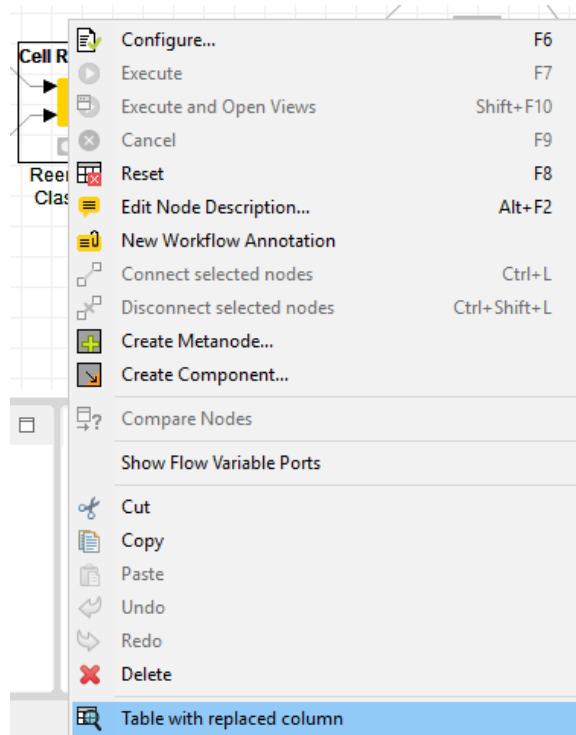 Cell R
Configure... F6
Execute F7
Execute and Open Views Shift+F10
Cancel F9
Reset F8
Edit Node Description... Alt+F2
New Workflow Annotation
Connect selected nodes Ctrl+L
Disconnect selected nodes Ctrl+Shift+L
Create Metanode...
Create Component...
Compare Nodes
Show Flow Variable Ports
Cut
Copy
Paste
Undo
Redo
Delete
Table with replaced column